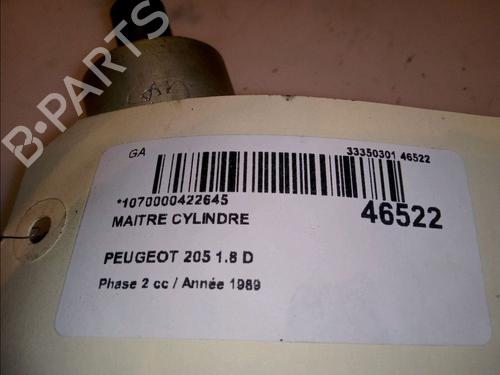 B-PARTS
GA
33350301 46522
*1070000422645
46522
MAITRE CYLINDRE
PEUGEOT 205 1.8 D
Phase 2 cc / Année 1989